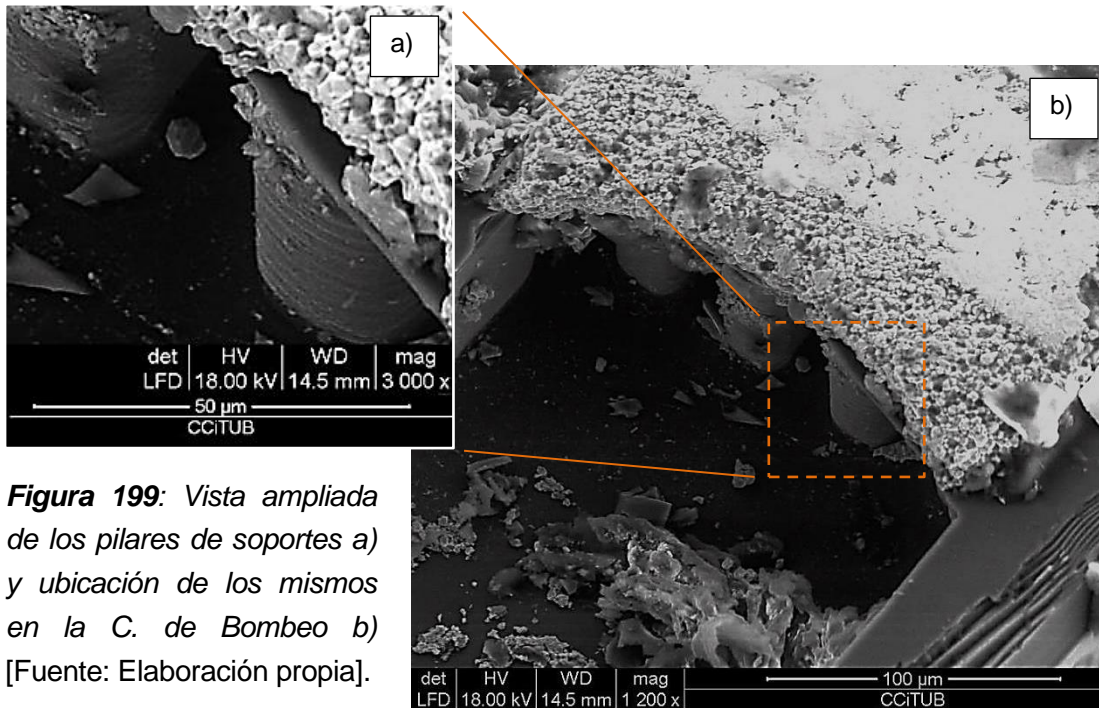 a)
det HV WD mag
LFD 18.00 kV 14.5 mm 3 000 x
50 µm
CCiTUB
b)
Figura 199: Vista ampliada
de los pilares de soportes a)
y ubicación de los mismos
en la C. de Bombeo b)
[Fuente: Elaboración propia].
det HV WD mag
LFD 18.00 kV 14.5 mm 1 200 x
100 µm
CCiTUB